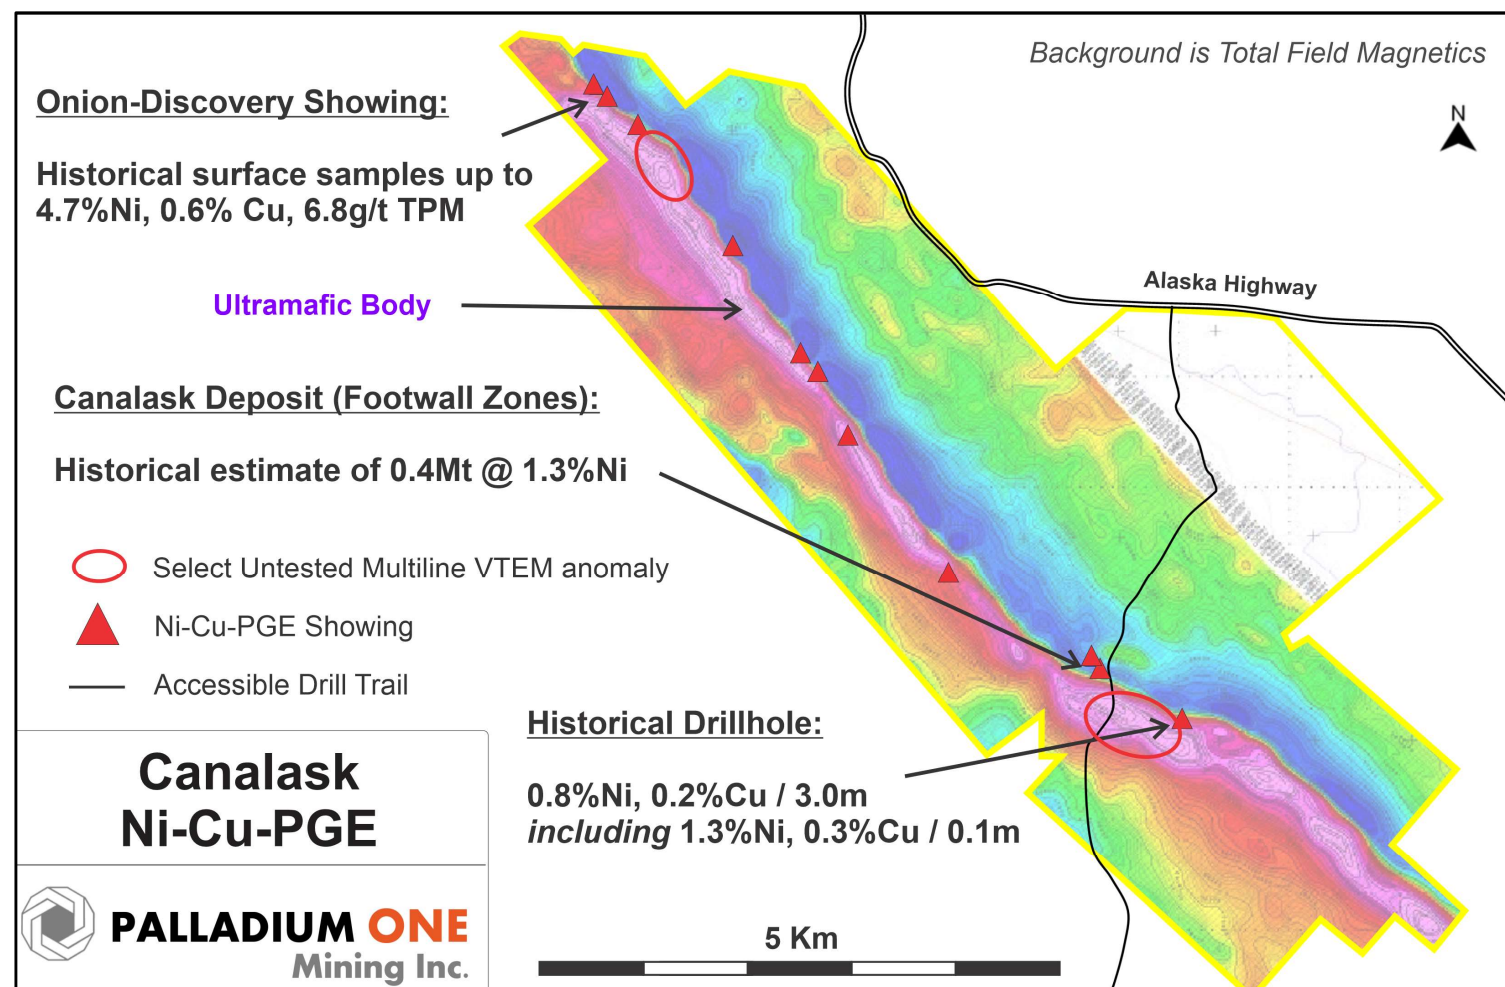 Background is Total Field Magnetics
Onion-Discovery Showing:
Historical surface samples up to
4.7%Ni, 0.6% Cu, 6.8g/t TPM
N
Alaska Highway
Ultramafic Body
Canalask Deposit (Footwall Zones):
Historical estimate of 0.4Mt @ 1.3%Ni
Select Untested Multiline VTEM anomaly
Ni-Cu-PGE Showing
Accessible Drill Trail
Historical Drillhole:
0.8%Ni, 0.2%Cu / 3.0m
including 1.3%Ni, 0.3%Cu / 0.1m
Canalask
Ni-Cu-PGE
PALLADIUM ONE
Mining Inc.
5 Km